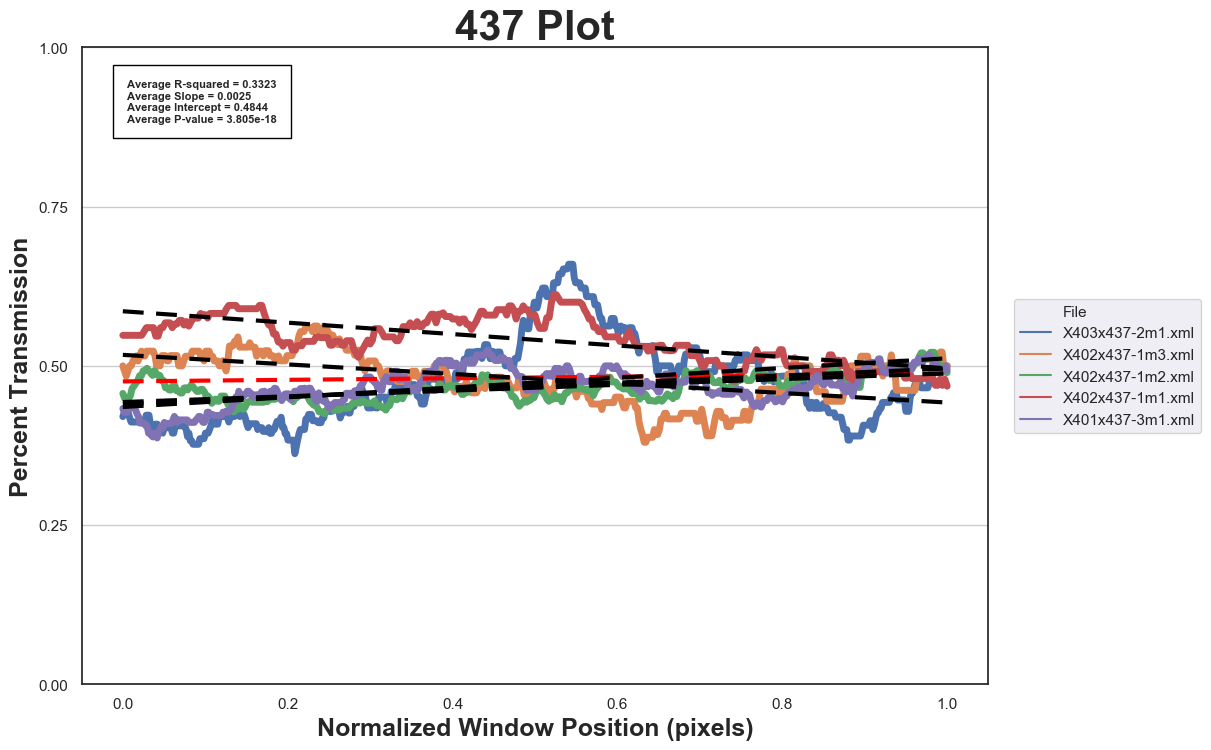 437 Plot
Average R-squared = 0.3323
Average Slope = 0.0025
Average Intercept = 0.4844
Average P-value = 3.805e-18
Percent Transmission
1.00
0.75
0.50
0.25
0.00
0.0 0.2 0.4 0.6 0.8 1.0
Normalized Window Position (pixels)
File
X403x437-2m1.xml
X402x437-1m3.xml
X402x437-1m2.xml
X402x437-1m1.xml
X401x437-3m1.xml